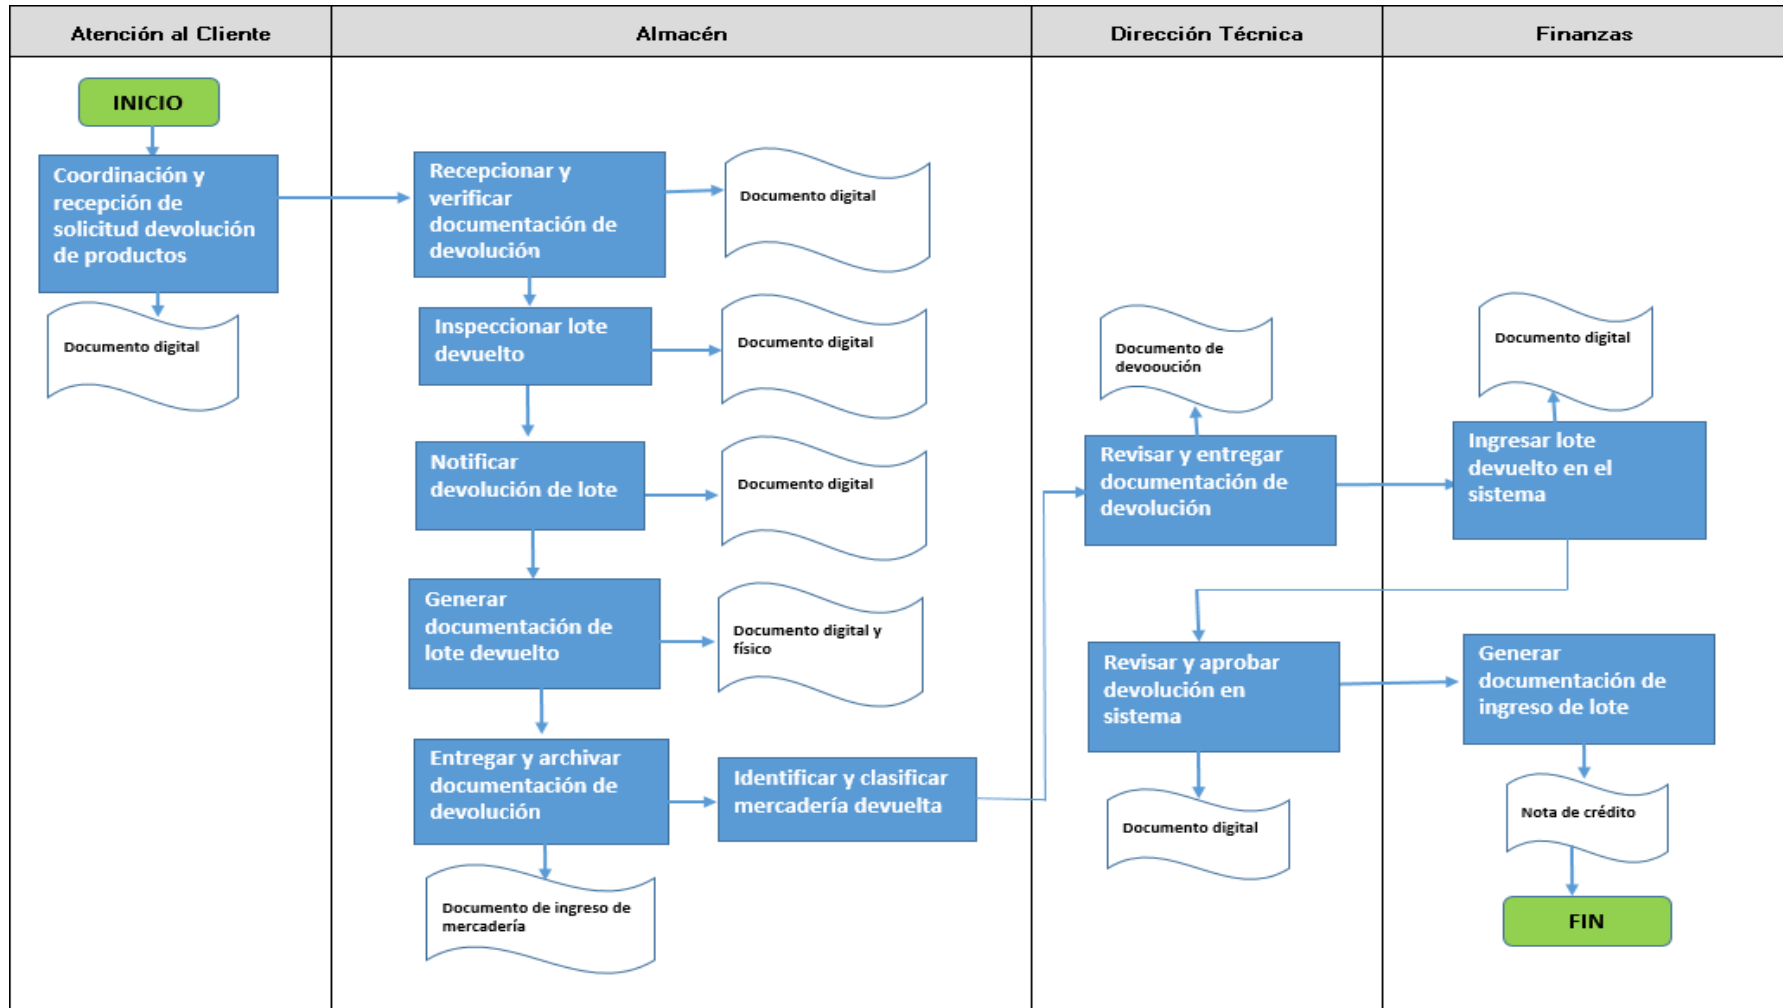 Atención al Cliente
Almacén
Dirección Técnica
Finanzas
INICIO
Coordinación y
recepción de
solicitud devolución
de productos
Documento digital
Recepcionar y
verificar
documentación de
devolución
Documento digital
Inspeccionar lote
devuelto
Documento digital
Notificar
devolución de lote
Documento digital
Generar
documentación de
lote devuelto
Documento digital y
físico
Entregar y archivar
documentación de
devolución
Documento de ingreso de
mercadería
Identificar y clasificar
mercadería devuelta
Documento de
devooución
Revisar y entregar
documentación de
devolución
Documento digital
Ingresar lote
devuelto en el
sistema
Revisar y aprobar
devolución en
sistema
Documento digital
Generar
documentación de
ingreso de lote
Nota de crédito
FIN